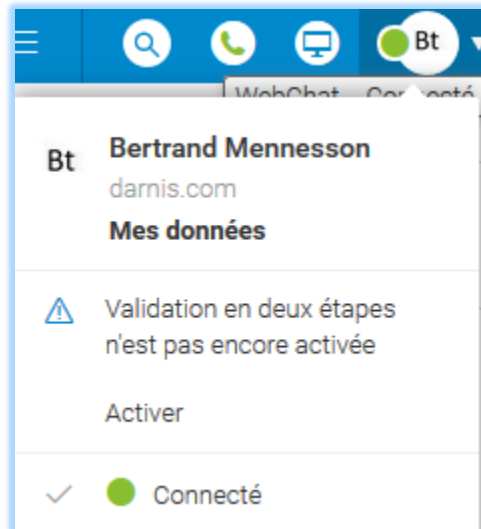 Bt
WebChat Connecté
Bt
Bertrand Mennesson
darnis.com
Mes données
Validation en deux étapes
n'est pas encore activée
Activer
Connecté